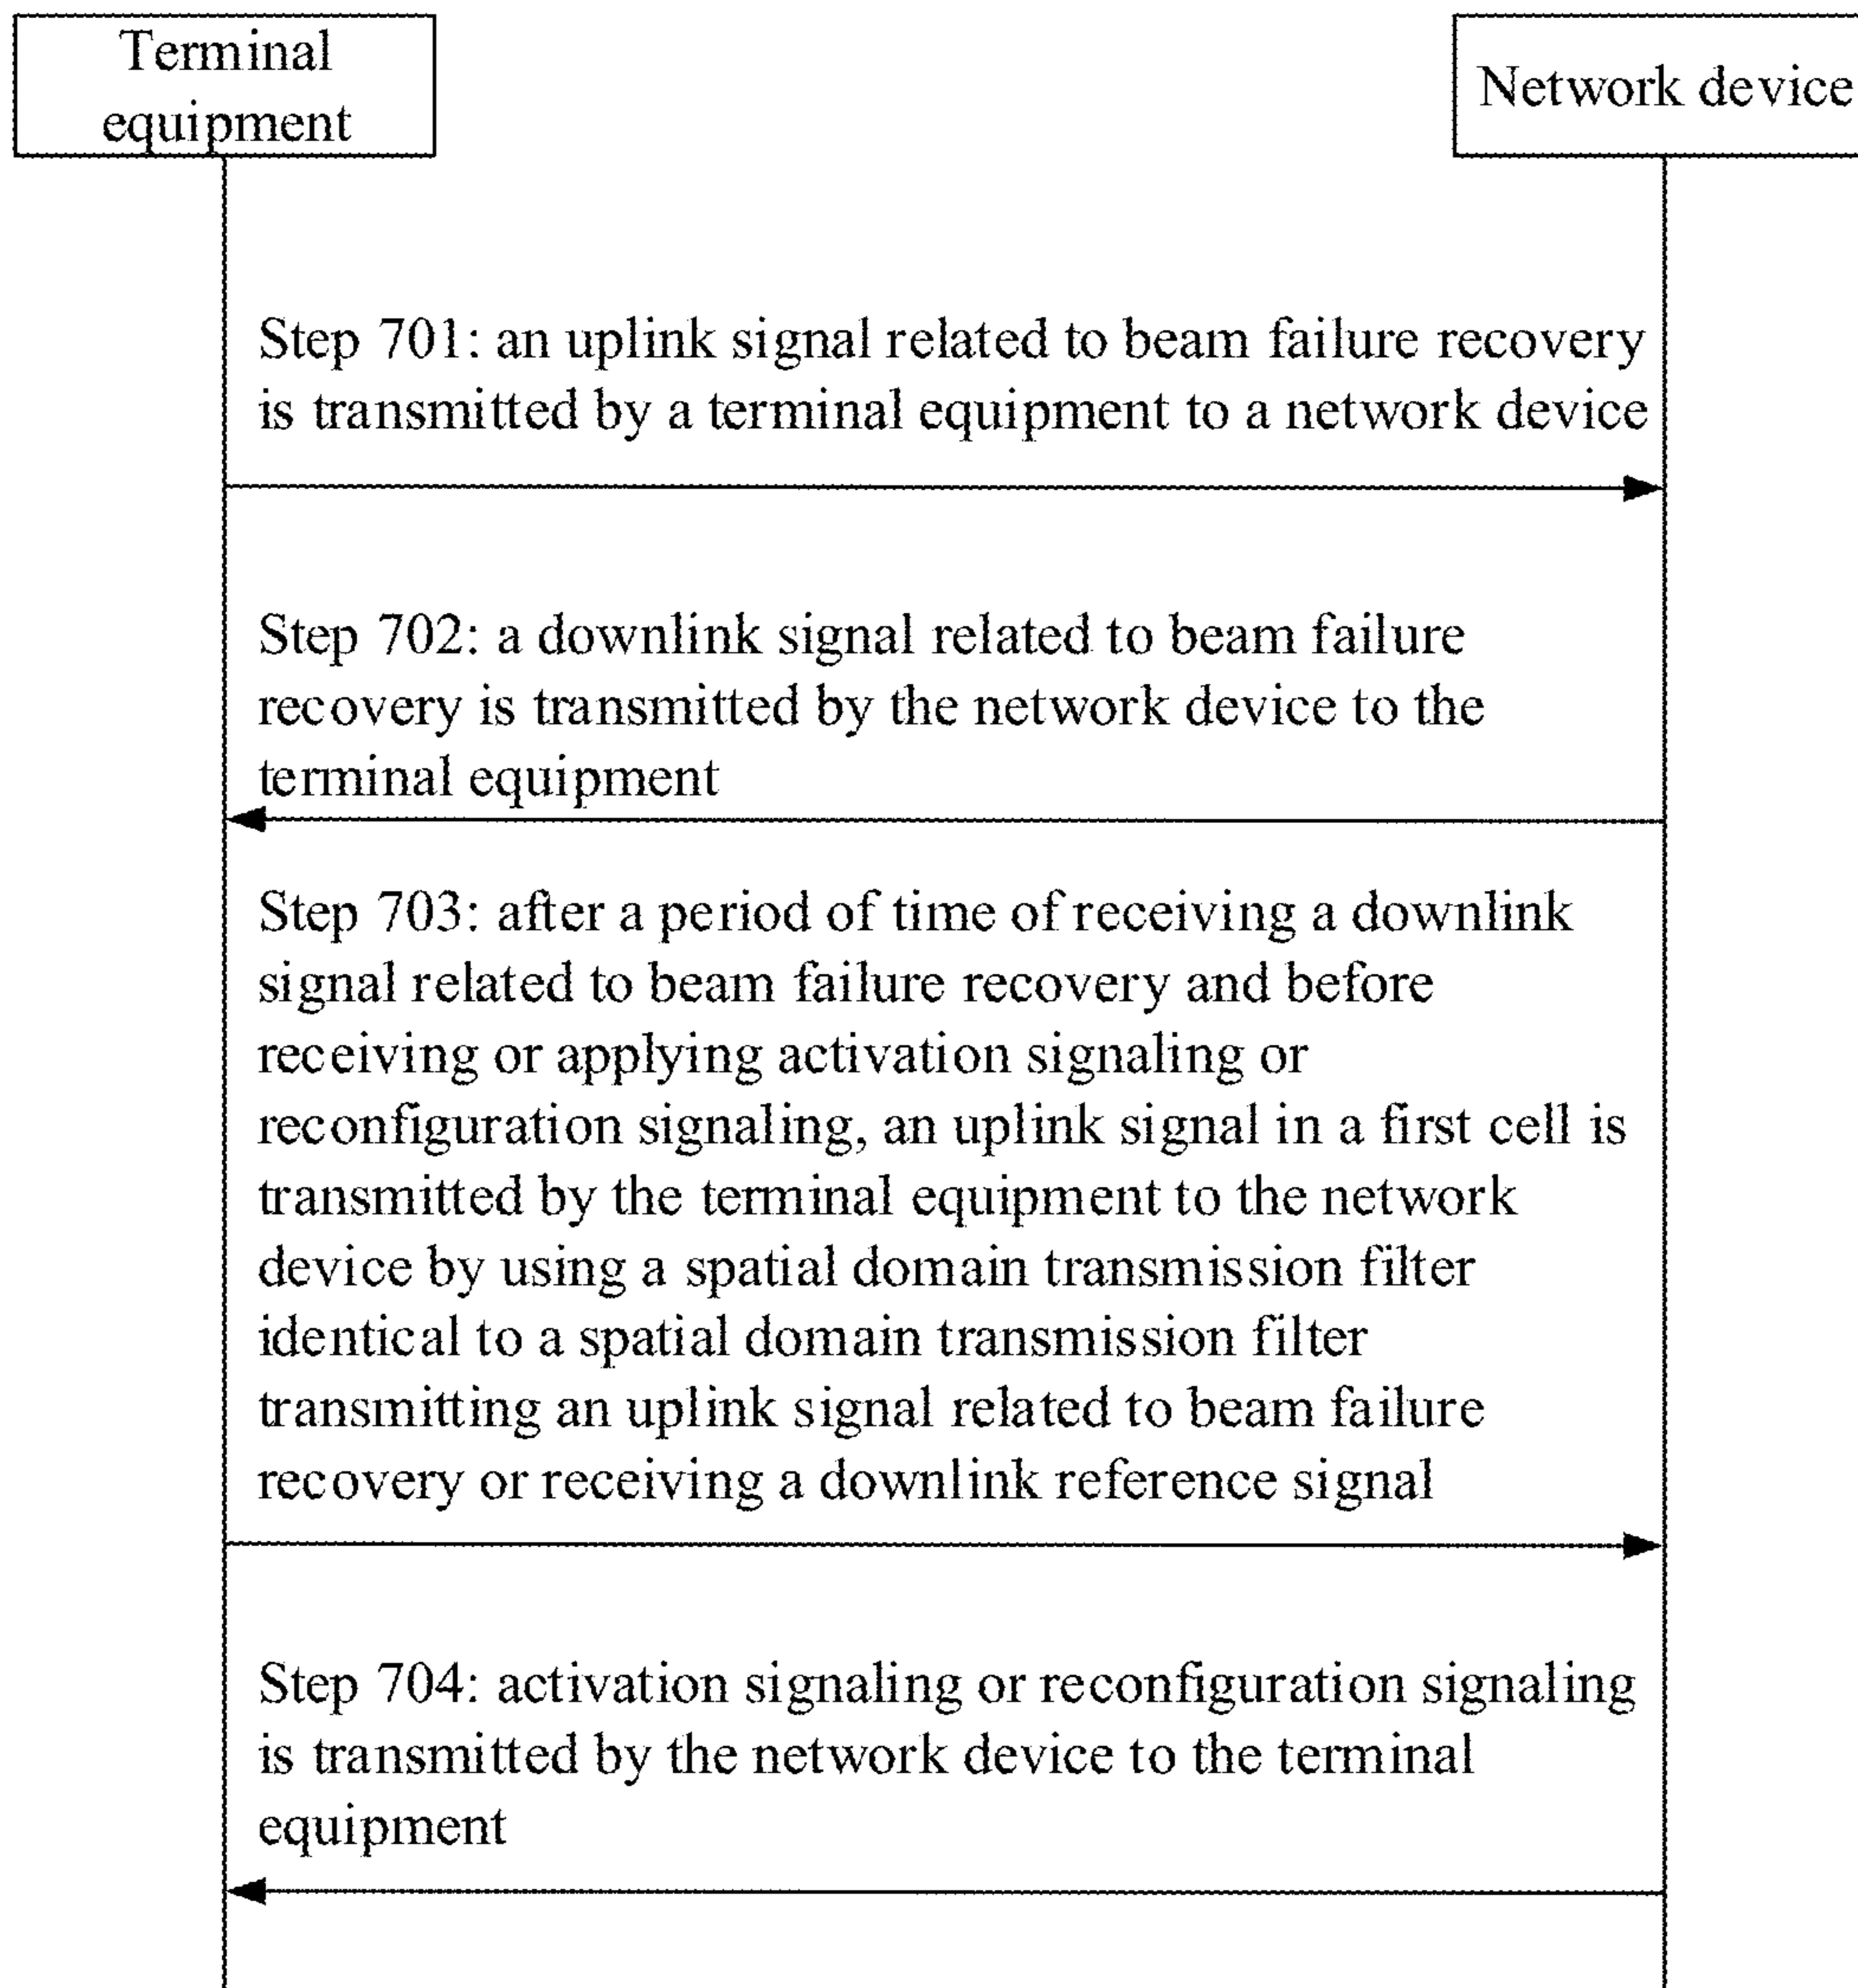 Terminal
equipment
Network device
Step 701: an uplink signal related to beam failure recovery
is transmitted by a terminal equipment to a network device
Step 702: a downlink signal related to beam failure
recovery is transmitted by the network device to the
terminal equipment
Step 703: after a period of time of receiving a downlink
signal related to beam failure recovery and before
receiving or applying activation signaling or
reconfiguration signaling, an uplink signal in a first cell is
transmitted by the terminal equipment to the network
device by using a spatial domain transmission filter
identical to a spatial domain transmission filter
transmitting an uplink signal related to beam failure
recovery or receiving a downlink reference signal
Step 704: activation signaling or reconfiguration signaling
is transmitted by the network device to the terminal
equipment